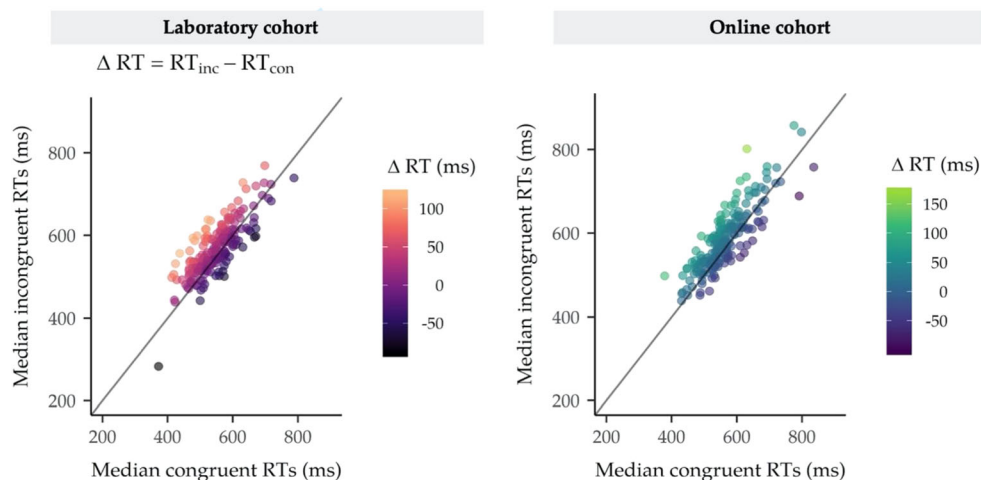 Laboratory cohort
Δ RT = RTinc – RTcon
Median incongruent RTs (ms)
800
600
400
200
200 400 600 800
Median congruent RTs (ms)
Δ RT (ms)
100
50
0
-50
Online cohort
Median incongruent RTs (ms)
800
600
400
200
200 400 600 800
Median congruent RTs (ms)
Δ RT (ms)
150
100
50
0
-50